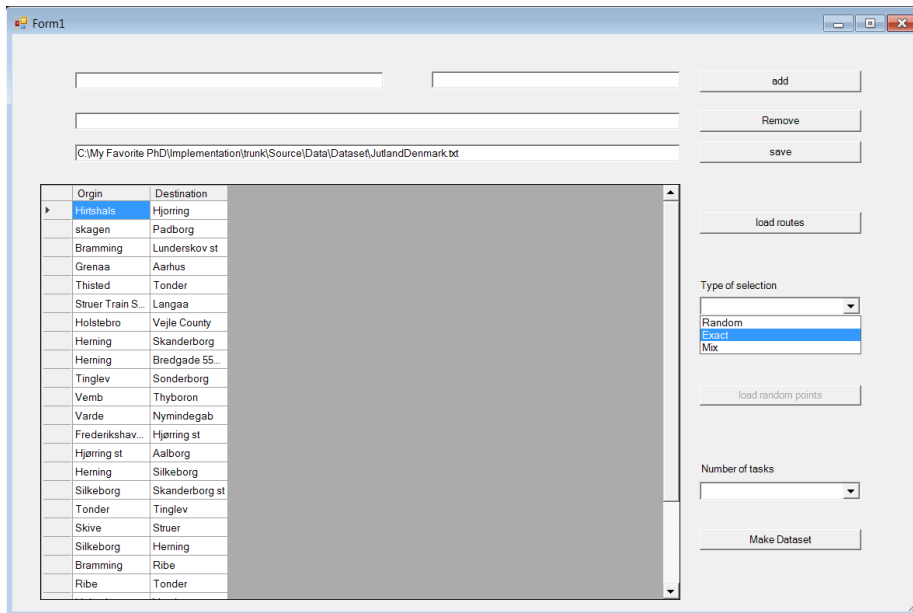 Form1
add
Remove
C:\My Favorite PhD\Implementation\trunk\Source\Data\Dataset\JutlandDenmark.txt
save
Orgin Destination
Hirtshals Hjorring
skagen Padborg
Bramming Lunderskov st
Grenaa Aarhus
Thisted Tonder
Struer Train S... Langaa
Holstebro Vejle County
Herning Skanderborg
Herning Bredgade 55...
Tinglev Sonderborg
Vemb Thyboron
Varde Nymindegab
Frederikshav... Hjørring st
Hjørring st Aalborg
Herning Silkeborg
Silkeborg Skanderborg st
Tonder Tinglev
Skive Struer
Silkeborg Herning
Bramming Ribe
Ribe Tonder
load routes
Type of selection
Random
Exact
Mix
load random points
Number of tasks
Make Dataset